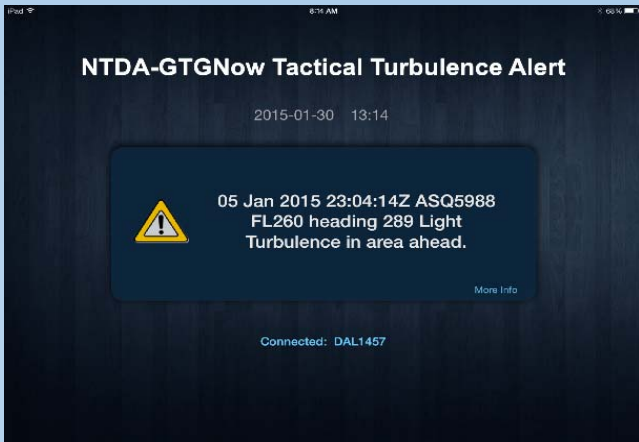 iPad
8:14 AM
68%
NTDA-GTGNow Tactical Turbulence Alert
2015-01-30 13:14
05 Jan 2015 23:04:14Z ASQ5988
FL260 heading 289 Light
Turbulence in area ahead.
More Info
Connected: DAL1457